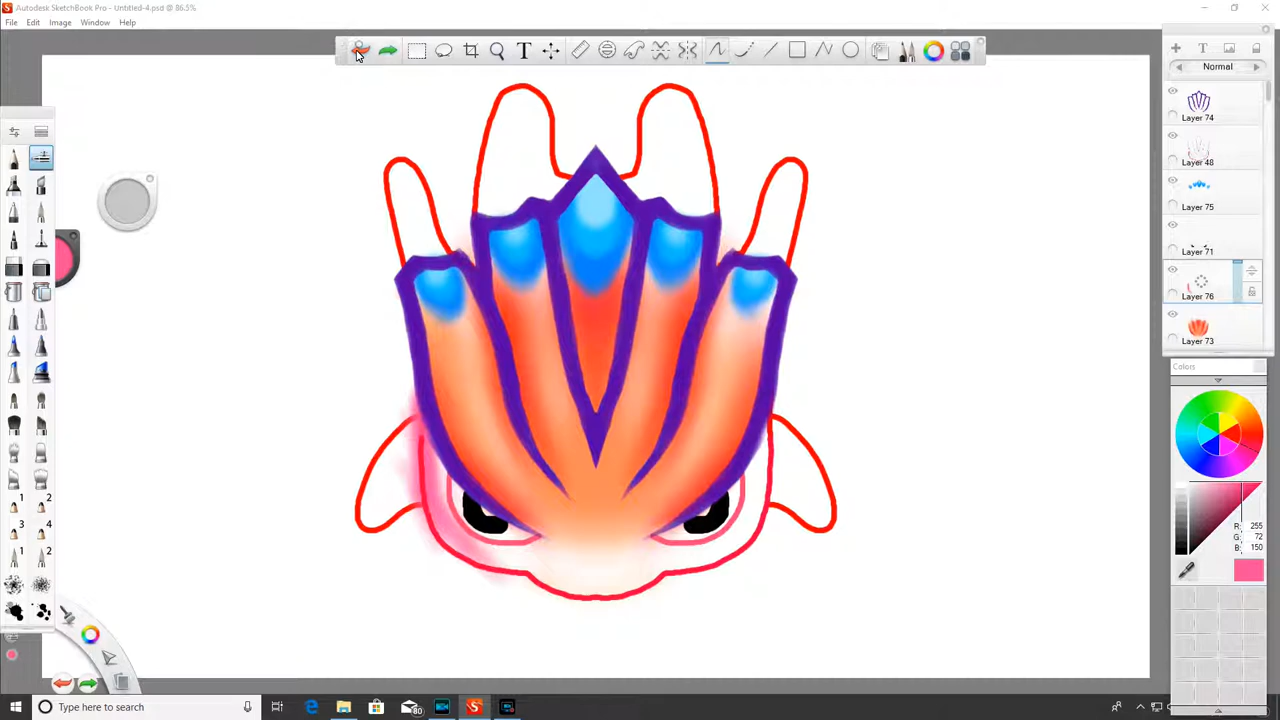 Autodesk SketchBook Pro - Untitled-4.psd @ 86.5%
File Edit Image Window Help
T
T
Normal
Layer 74
Layer 48
Layer 75
Layer 71
Layer 76
Layer 73
Colors
R: 255
G: 72
B: 150
1 2
3 4
1 2
Type here to search
80